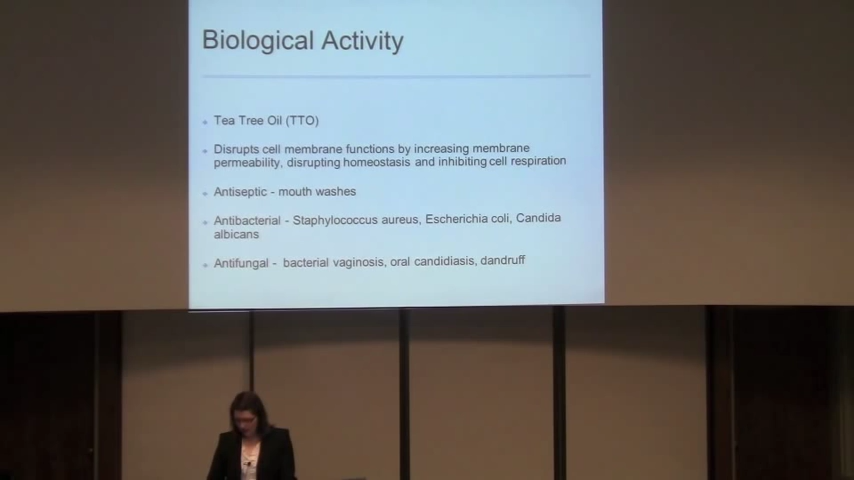 Biological Activity
Tea Tree Oil (TTO)
Disrupts cell membrane functions by increasing membrane
permeability, disrupting homeostasis and inhibiting cell respiration
Antiseptic - mouth washes
Antibacterial - Staphylococcus aureus, Escherichia coli, Candida
albicans
Antifungal - bacterial vaginosis, oral candidiasis, dandruff